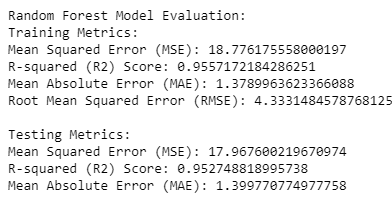 Random Forest Model Evaluation:
Training Metrics:
Mean Squared Error (MSE): 18.776175558000197
R-squared (R2) Score: 0.9557172184286251
Mean Absolute Error (MAE): 1.3789963623366088
Root Mean Squared Error (RMSE): 4.3331484578768125
Testing Metrics:
Mean Squared Error (MSE): 17.967600219670974
R-squared (R2) Score: 0.952748818995738
Mean Absolute Error (MAE): 1.399770774977758